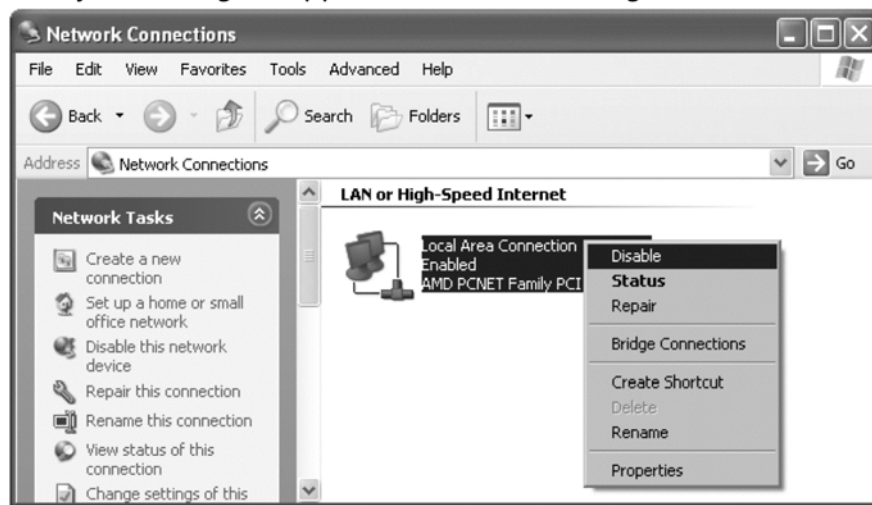 Network Connections
File Edit View Favorites Tools Advanced Help
Back Search Folders
Address Network Connections Go
Network Tasks
Create a new
connection
Set up a home or small
office network
Disable this network
device
Repair this connection
Rename this connection
View status of this
connection
Change settings of this
LAN or High-Speed Internet
Local Area Connection
Enabled
AMD PCNET Family PCI
Disable
Status
Repair
Bridge Connections
Create Shortcut
Delete
Rename
Properties